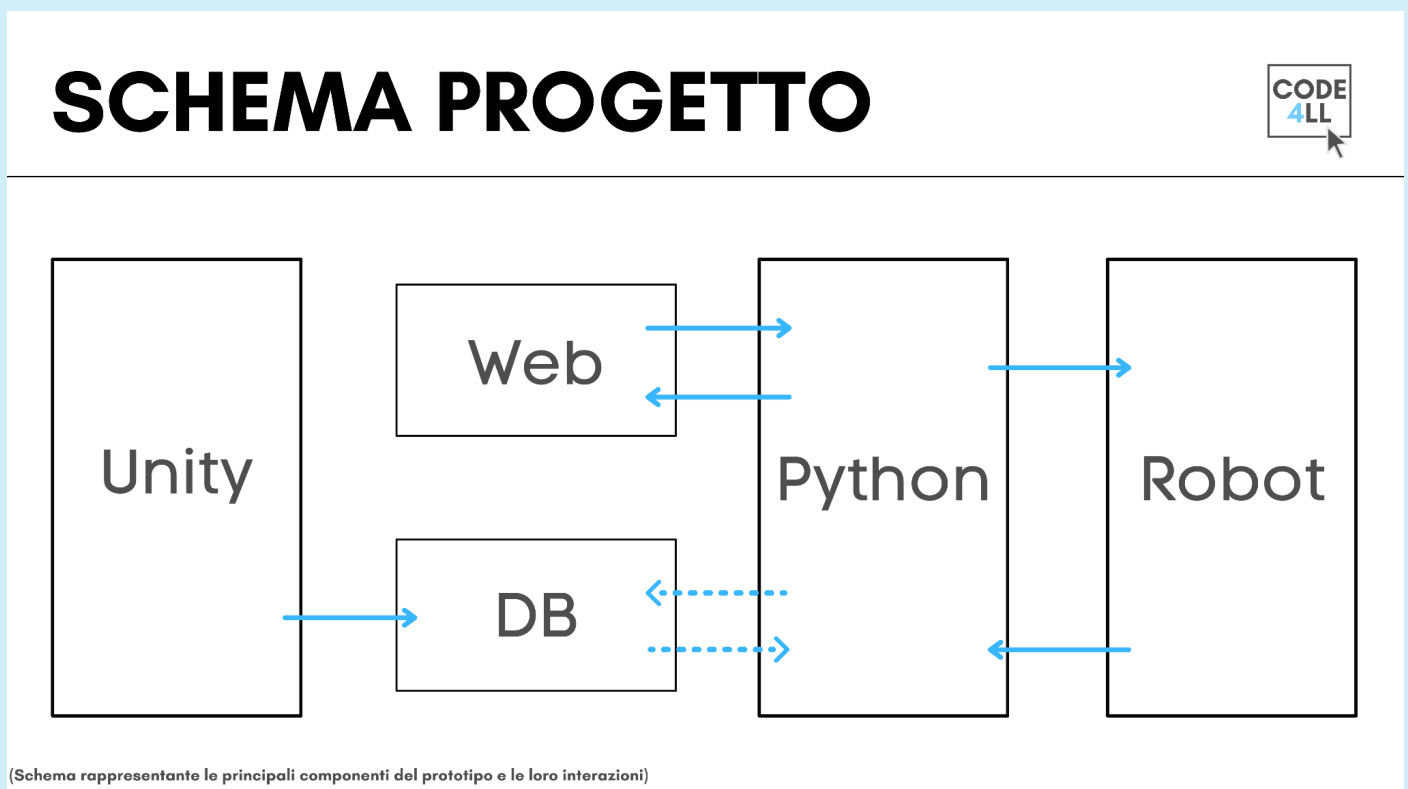 SCHEMA PROGETTO
CODE
4LL
Unity
Web
DB
Python
Robot
(Schema rappresentante le principali componenti del prototipo e le loro interazioni)